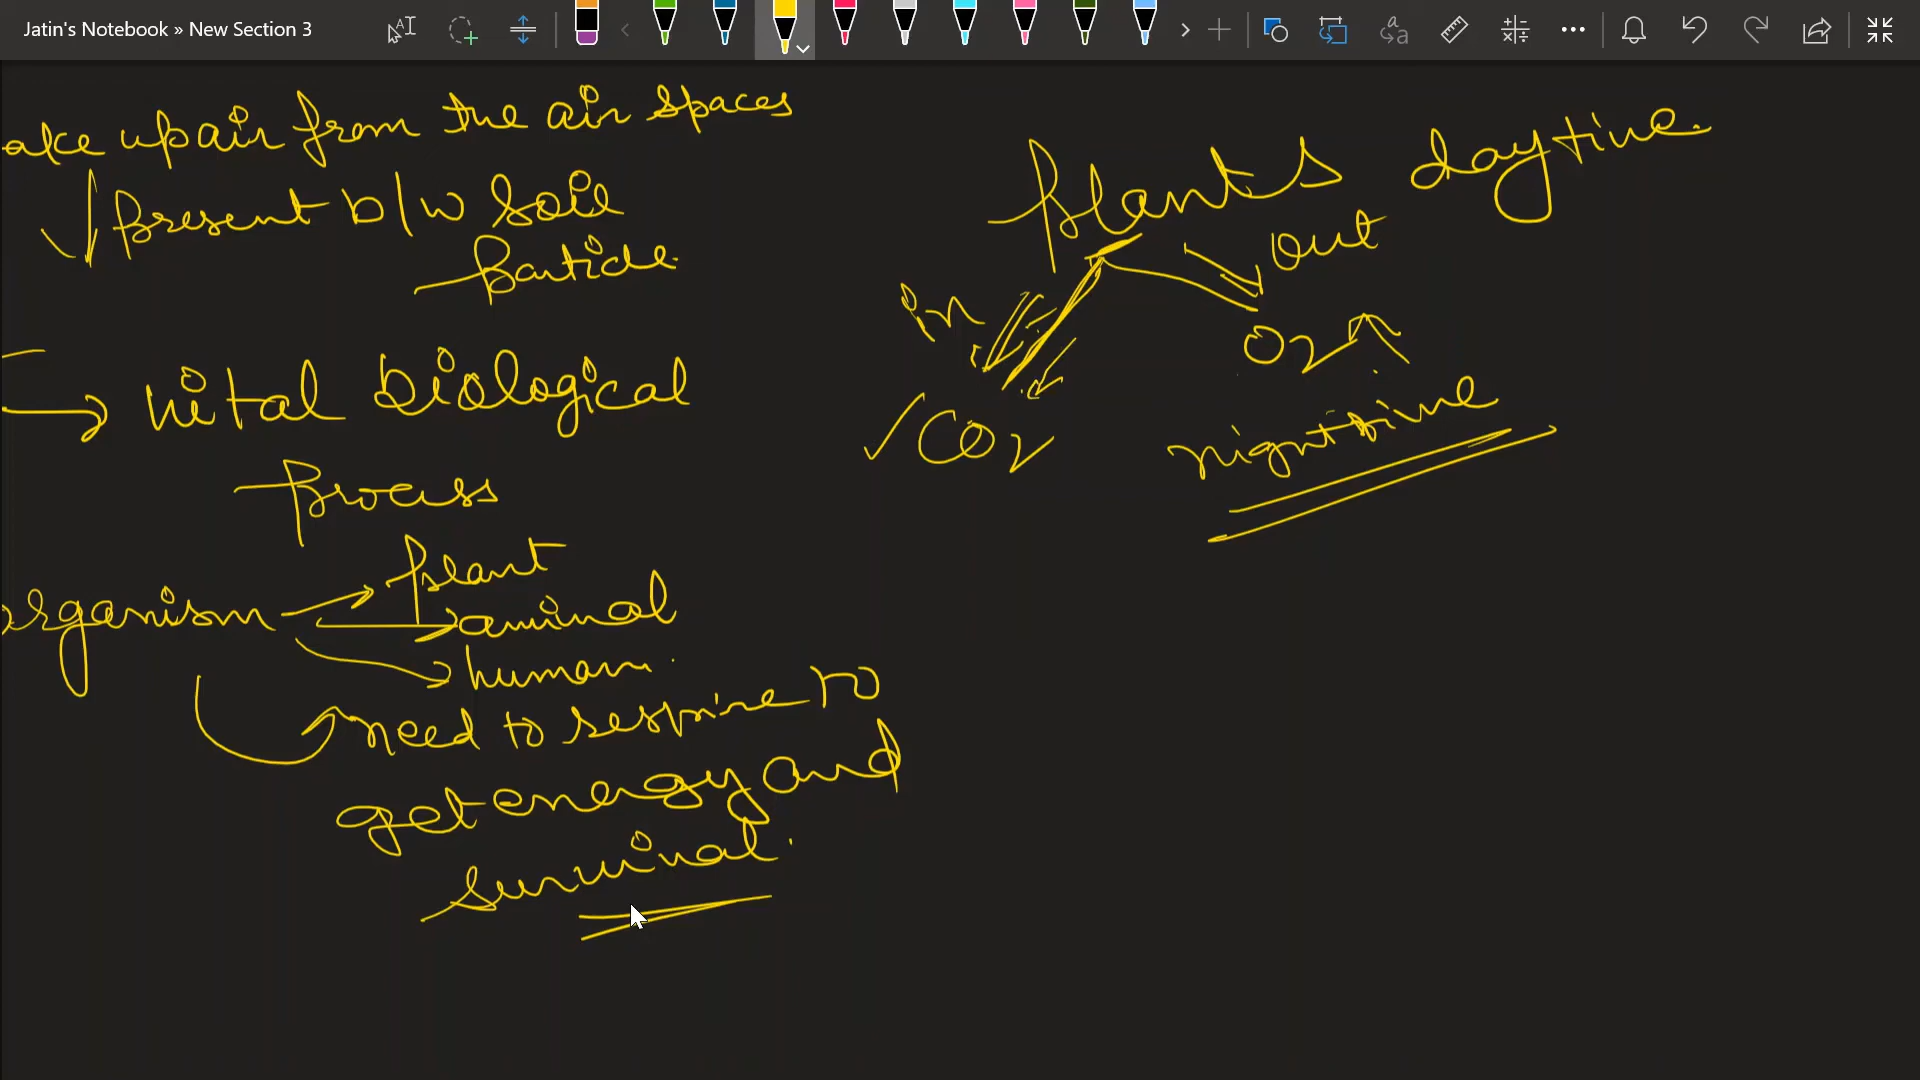 Jatin's Notebook » New Section 3
ake up air from the air spaces
present b/w soil
particle.
→ vital biological
process
organism → plant
→ animal
→ human.
need to respire to
get energy and
survival.
plants daytime.
in
out
CO2
O2
nighttime